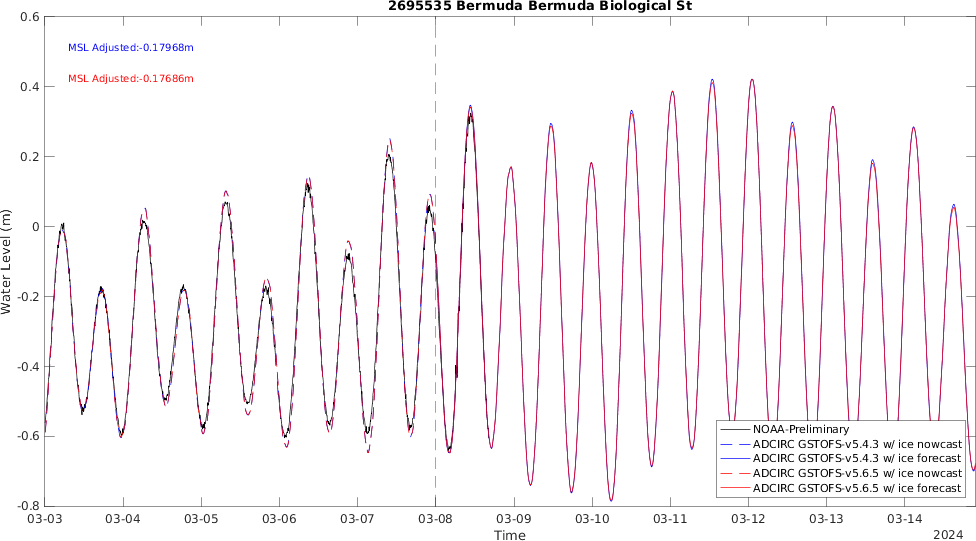 2695535 Bermuda Bermuda Biological St
0.6
0.4
0.2
0
-0.2
-0.4
-0.6
-0.8
Water Level (m)
MSL Adjusted:-0.17968m
MSL Adjusted:-0.17686m
NOAA-Preliminary
ADCIRC GSTOFS-v5.4.3 w/ ice nowcast
ADCIRC GSTOFS-v5.4.3 w/ ice forecast
ADCIRC GSTOFS-v5.6.5 w/ ice nowcast
ADCIRC GSTOFS-v5.6.5 w/ ice forecast
03-03 03-04 03-05 03-06 03-07 03-08 03-09 03-10 03-11 03-12 03-13 03-14
Time
2024